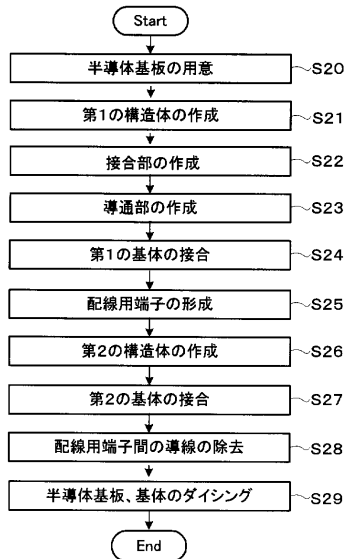 Start
半導体基板の用意 S20
第1の構造体の作成 S21
接合部の作成 S22
導通部の作成 S23
第1の基体の接合 S24
配線用端子の形成 S25
第2の構造体の作成 S26
第2の基体の接合 S27
配線用端子間の導線の除去 S28
半導体基板、基体のダイシング S29
End